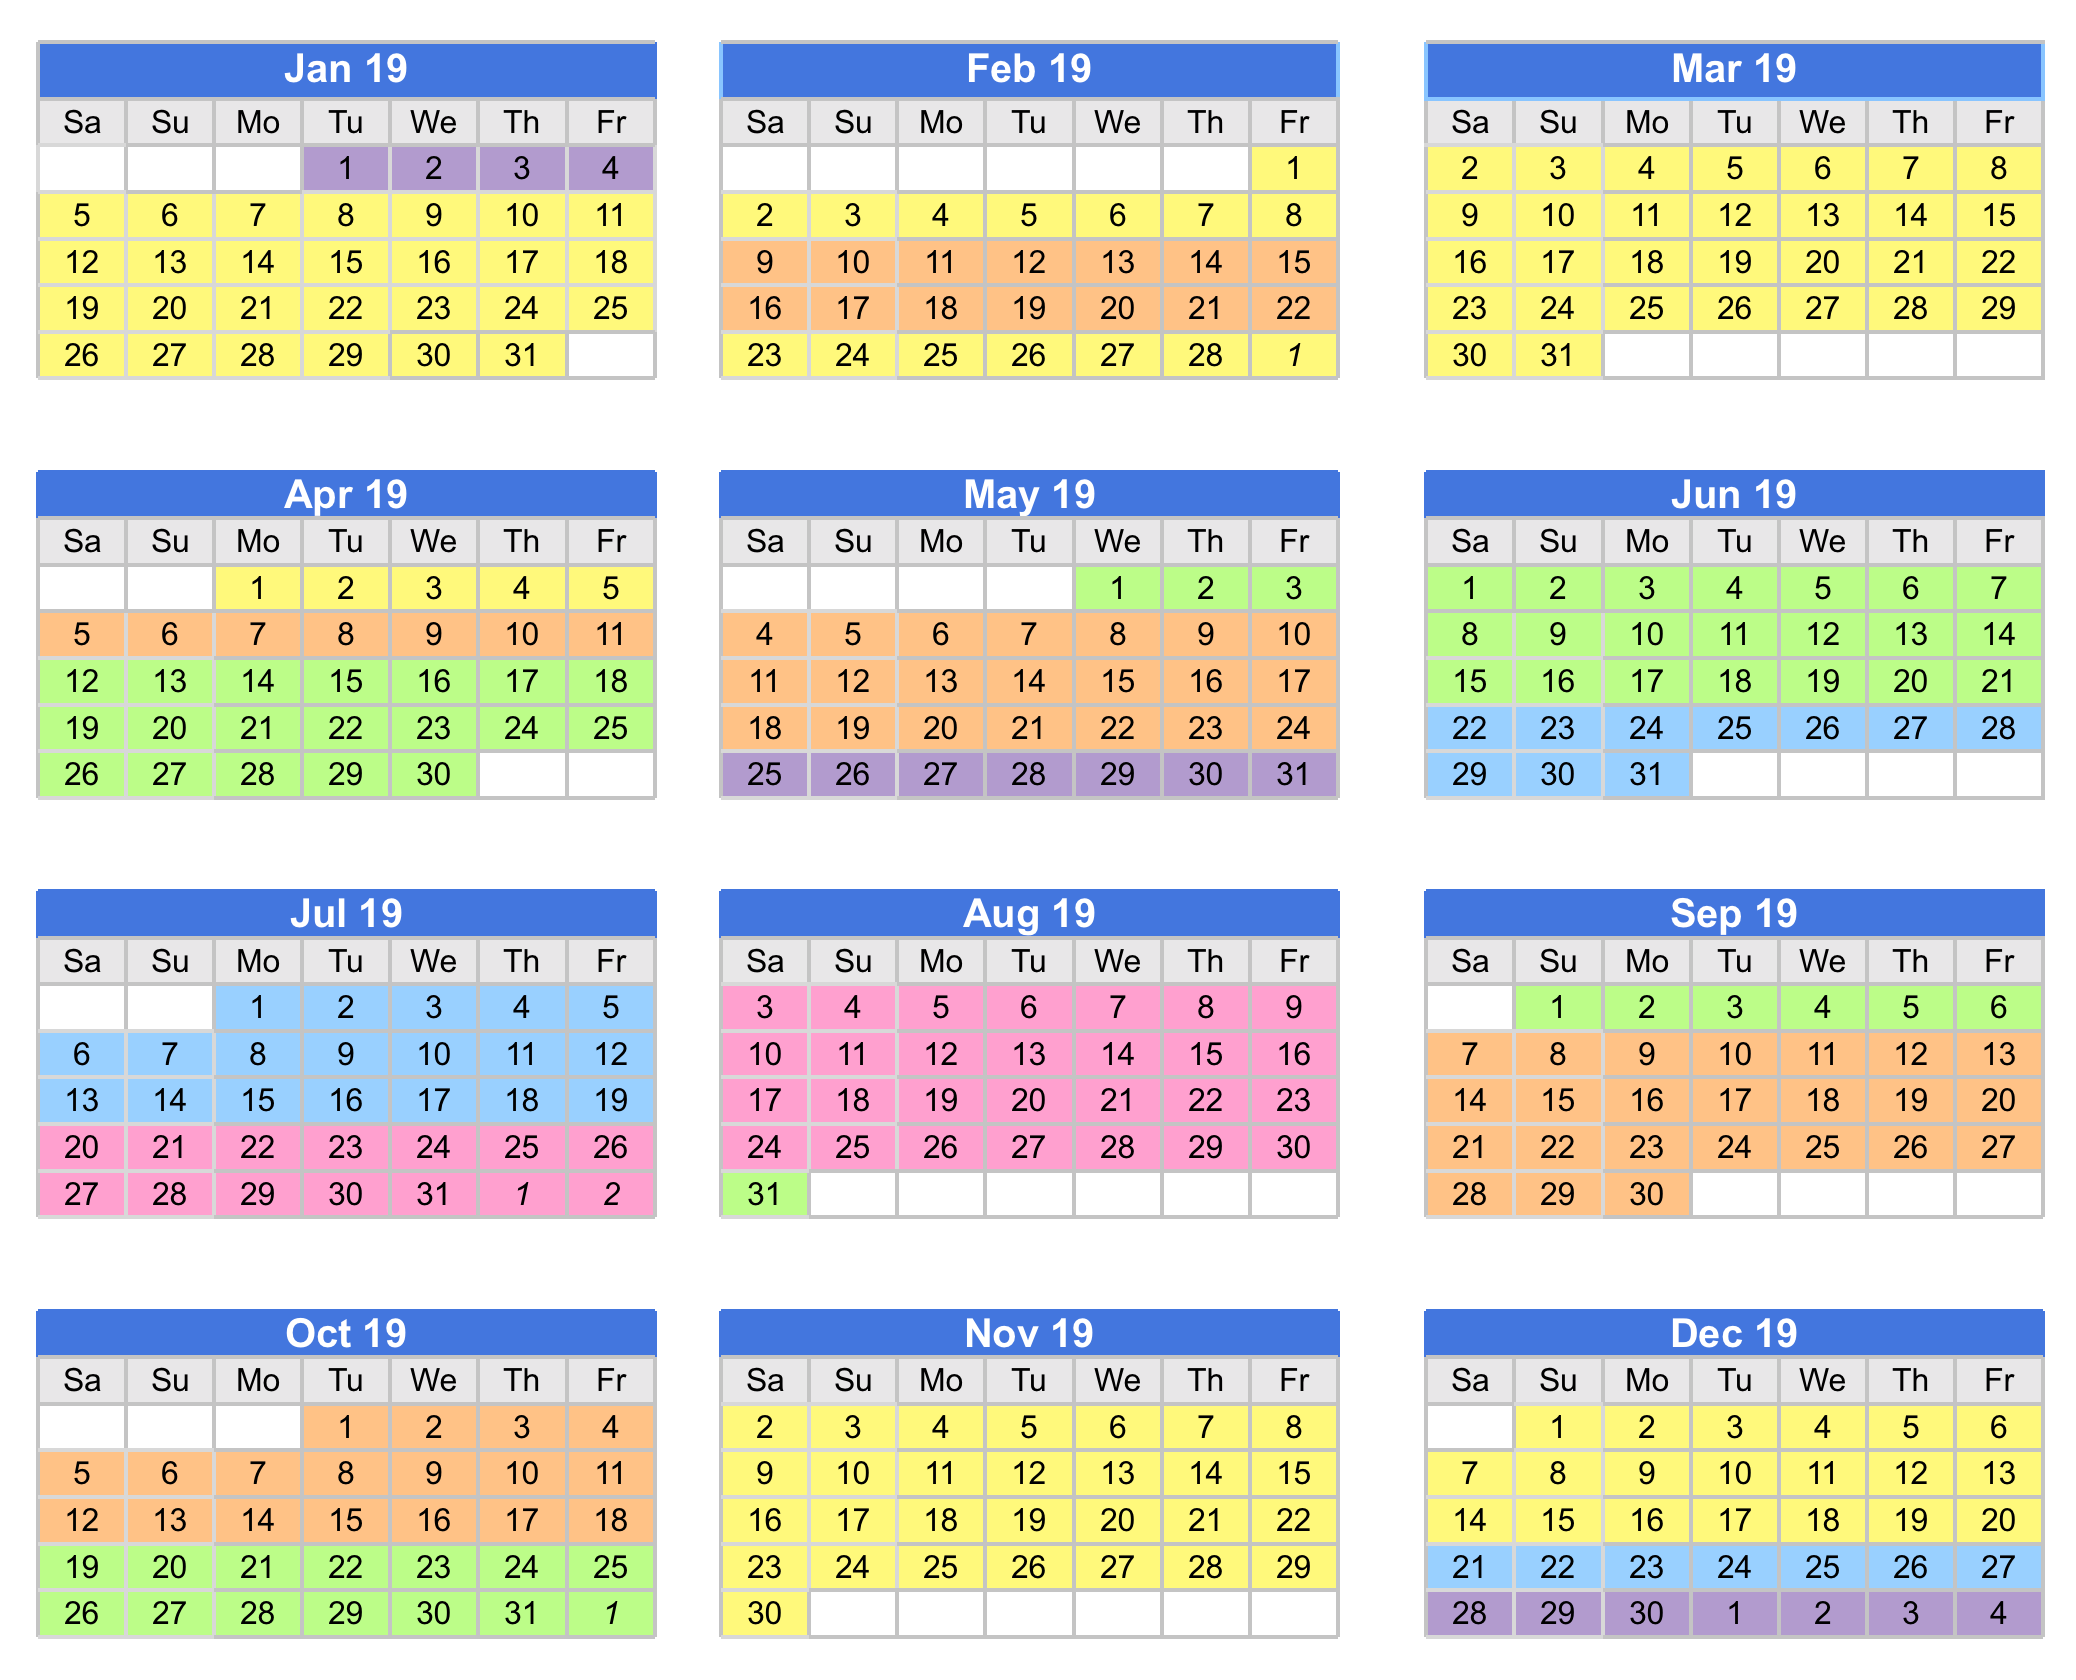 Jan 19
Sa Su Mo Tu We Th Fr
1 2 3 4
5 6 7 8 9 10 11
12 13 14 15 16 17 18
19 20 21 22 23 24 25
26 27 28 29 30 31
Feb 19
Sa Su Mo Tu We Th Fr
1
2 3 4 5 6 7 8
9 10 11 12 13 14 15
16 17 18 19 20 21 22
23 24 25 26 27 28 1
Mar 19
Sa Su Mo Tu We Th Fr
2 3 4 5 6 7 8
9 10 11 12 13 14 15
16 17 18 19 20 21 22
23 24 25 26 27 28 29
30 31
Apr 19
Sa Su Mo Tu We Th Fr
1 2 3 4 5
5 6 7 8 9 10 11
12 13 14 15 16 17 18
19 20 21 22 23 24 25
26 27 28 29 30
May 19
Sa Su Mo Tu We Th Fr
1 2 3
4 5 6 7 8 9 10
11 12 13 14 15 16 17
18 19 20 21 22 23 24
25 26 27 28 29 30 31
Jun 19
Sa Su Mo Tu We Th Fr
1 2 3 4 5 6 7
8 9 10 11 12 13 14
15 16 17 18 19 20 21
22 23 24 25 26 27 28
29 30 31
Jul 19
Sa Su Mo Tu We Th Fr
1 2 3 4 5
6 7 8 9 10 11 12
13 14 15 16 17 18 19
20 21 22 23 24 25 26
27 28 29 30 31 1 2
Aug 19
Sa Su Mo Tu We Th Fr
3 4 5 6 7 8 9
10 11 12 13 14 15 16
17 18 19 20 21 22 23
24 25 26 27 28 29 30
31
Sep 19
Sa Su Mo Tu We Th Fr
1 2 3 4 5 6
7 8 9 10 11 12 13
14 15 16 17 18 19 20
21 22 23 24 25 26 27
28 29 30
Oct 19
Sa Su Mo Tu We Th Fr
1 2 3 4
5 6 7 8 9 10 11
12 13 14 15 16 17 18
19 20 21 22 23 24 25
26 27 28 29 30 31 1
Nov 19
Sa Su Mo Tu We Th Fr
2 3 4 5 6 7 8
9 10 11 12 13 14 15
16 17 18 19 20 21 22
23 24 25 26 27 28 29
30
Dec 19
Sa Su Mo Tu We Th Fr
1 2 3 4 5 6
7 8 9 10 11 12 13
14 15 16 17 18 19 20
21 22 23 24 25 26 27
28 29 30 1 2 3 4